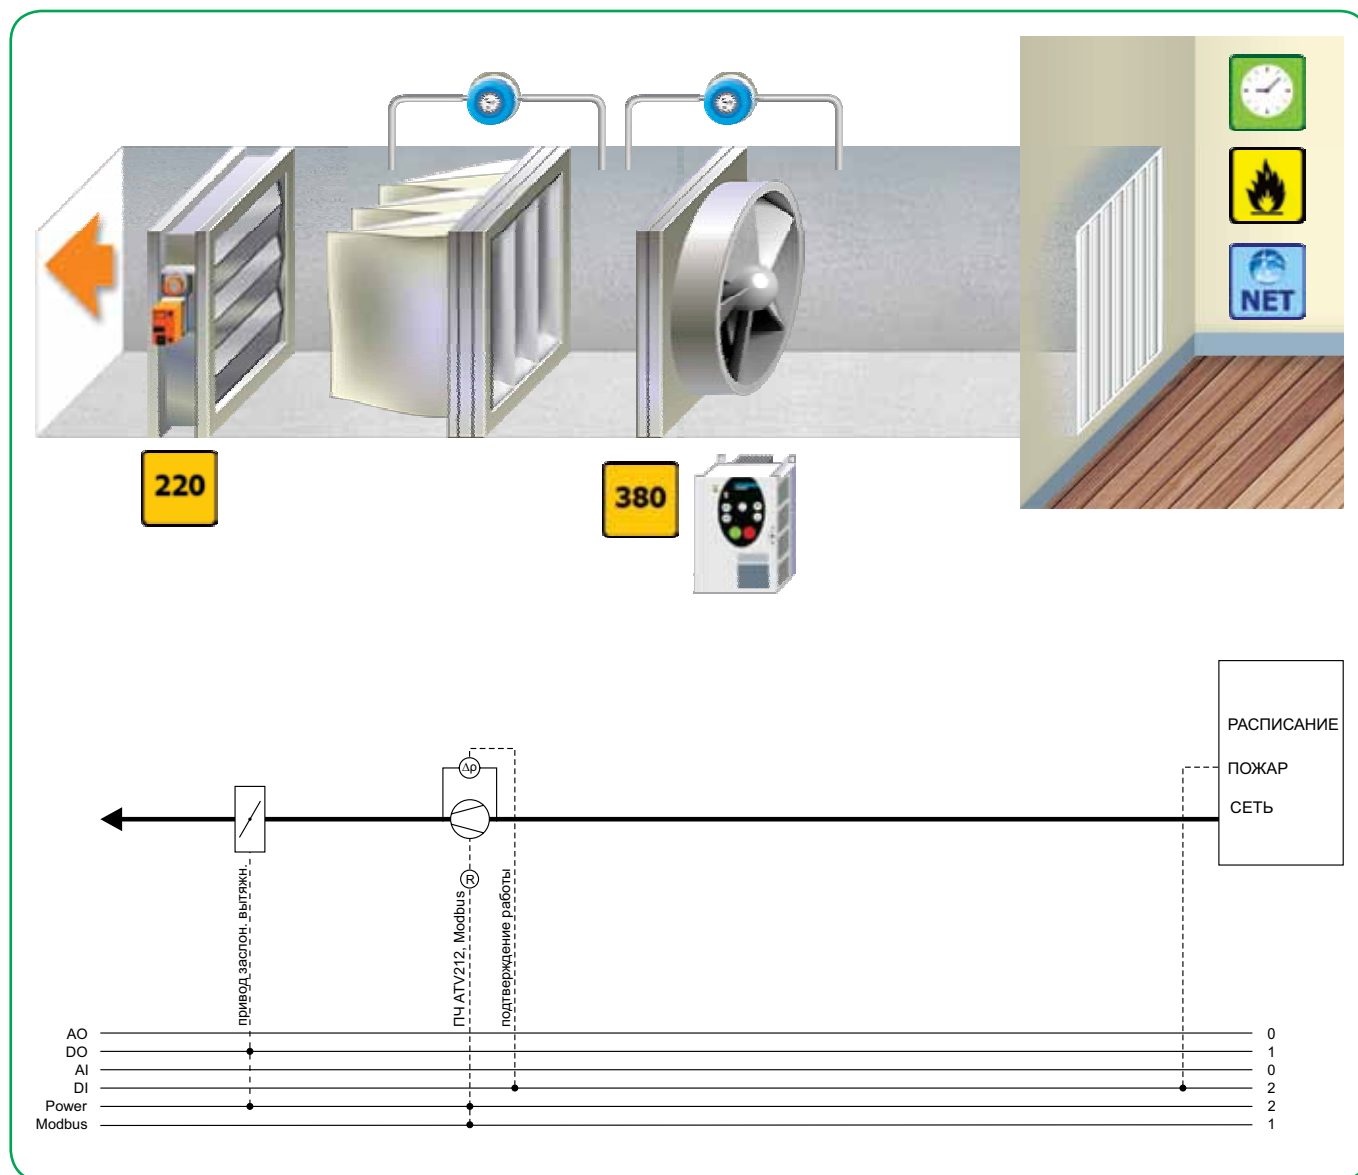 NET
220
380
РАСПИСАНИЕ
ПОЖАР
СЕТЬ
Δρ
R
привод заслон. вытяжн.
ПЧ ATV212, Modbus
подтверждение работы
AO 0
DO 1
AI 0
DI 2
Power 2
Modbus 1